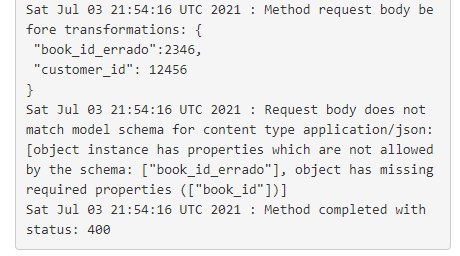 Sat Jul 03 21:54:16 UTC 2021 : Method request body be
fore transformations: {
 "book_id_errado":2346,
 "customer_id": 12456
}
Sat Jul 03 21:54:16 UTC 2021 : Request body does not
match model schema for content type application/json:
[object instance has properties which are not allowed
by the schema: ["book_id_errado"], object has missing
required properties (["book_id"])]
Sat Jul 03 21:54:16 UTC 2021 : Method completed with
status: 400